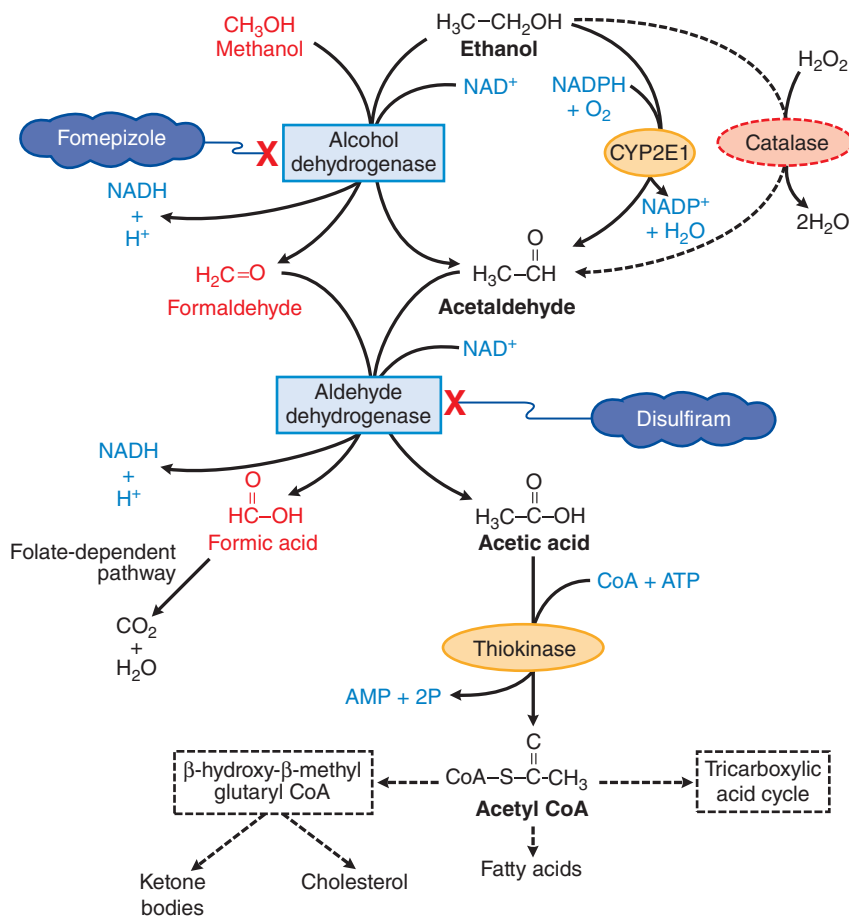 CH₃OH
Methanol
H₃C–CH₂OH
Ethanol
H₂O₂
NAD⁺
NADPH
+ O₂
Fomepizole
X
Alcohol
dehydrogenase
CYP2E1
Catalase
NADH
+
H⁺
NADP⁺
+ H₂O
2H₂O
H₂C=O
Formaldehyde
O
||
H₃C–CH
Acetaldehyde
NAD⁺
Aldehyde
dehydrogenase
X
Disulfiram
NADH
+
H⁺
O
||
HC–OH
Formic acid
O
||
H₃C–C–OH
Acetic acid
Folate-dependent
pathway
CO₂
+
H₂O
CoA + ATP
Thiokinase
AMP + 2P
β-hydroxy-β-methyl
glutaryl CoA
C
||
CoA–S–C–CH₃
Acetyl CoA
Tricarboxylic
acid cycle
Ketone
bodies
Cholesterol
Fatty acids